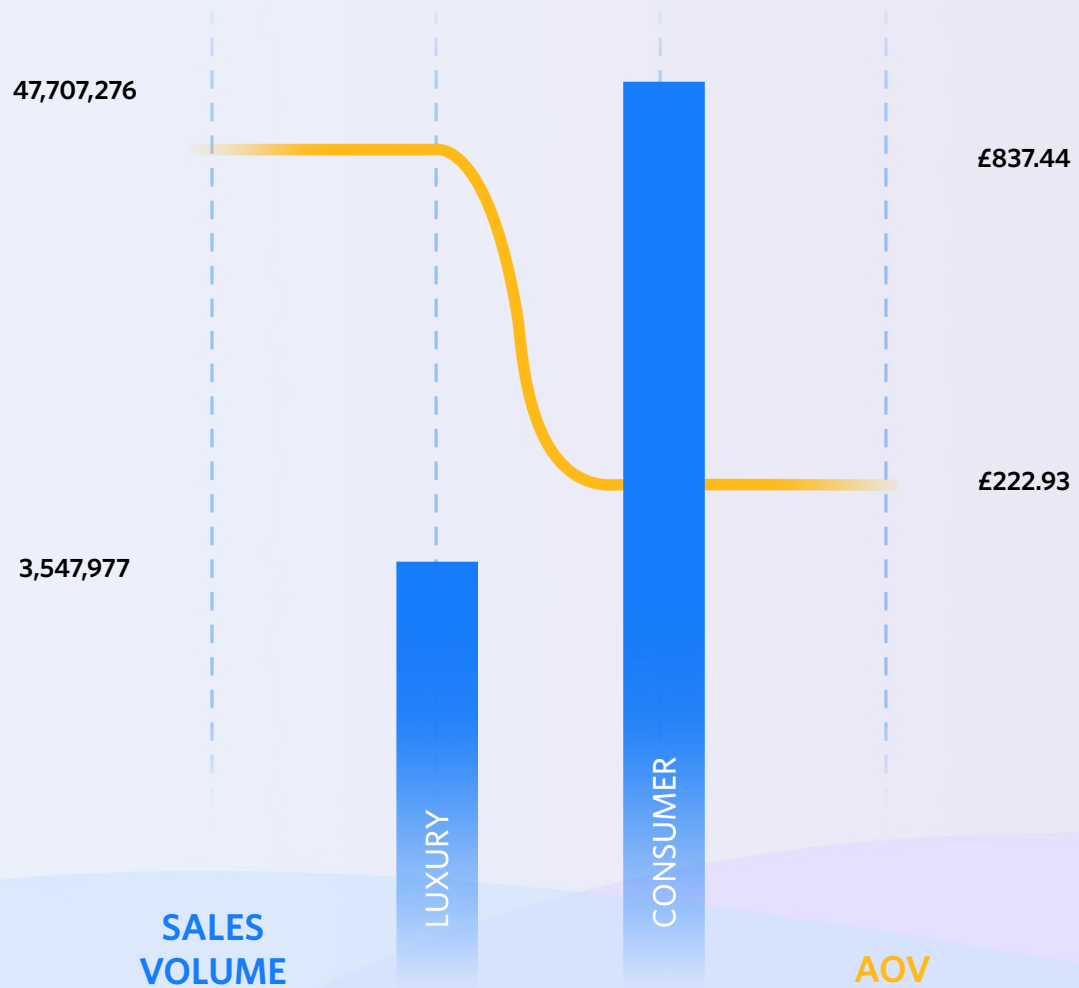 47,707,276
£837.44
£222.93
3,547,977
LUXURY
CONSUMER
SALES
VOLUME
AOV